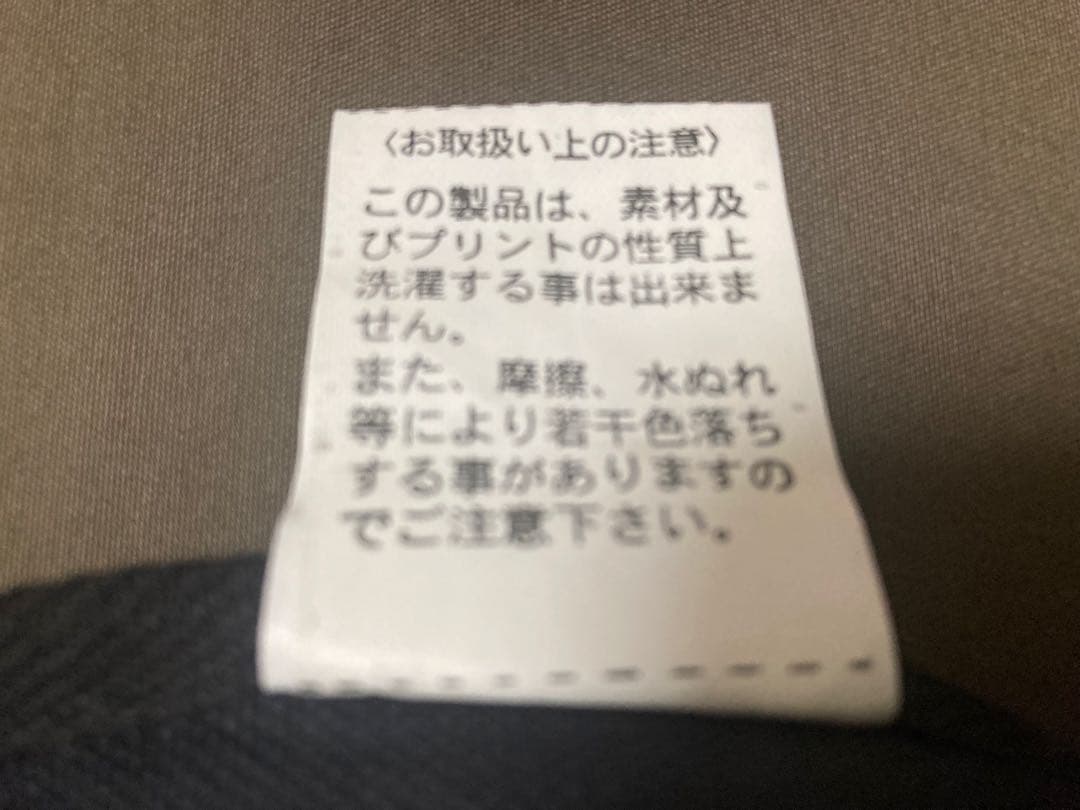 〈お取扱い上の注意〉
この製品は、素材及
びプリントの性質上
洗濯する事は出来ま
せん。
また、摩擦、水ぬれ
等により若干色落ち
する事がありますの
でご注意下さい。